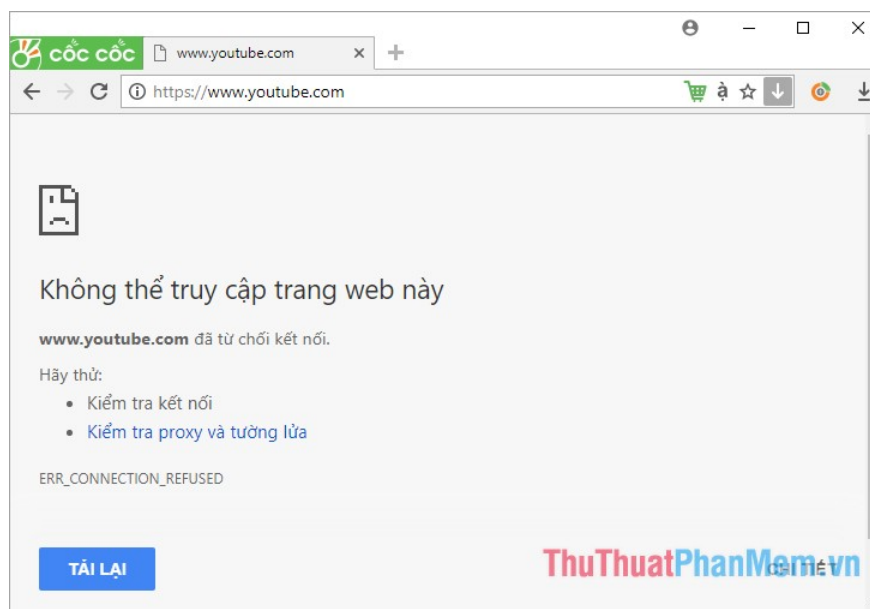 cốc cốc www.youtube.com
https://www.youtube.com
Không thể truy cập trang web này
www.youtube.com đã từ chối kết nối.
Hãy thử:
Kiểm tra kết nối
Kiểm tra proxy và tường lửa
ERR_CONNECTION_REFUSED
TẢI LẠI
ThuThuatPhanMem.vn
CHI TIẾT